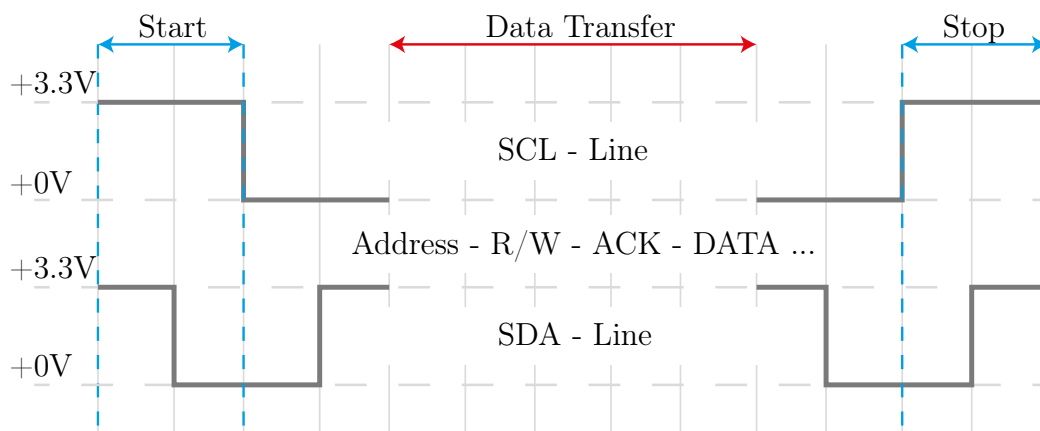 Start
Data Transfer
Stop
+3.3V
SCL - Line
+0V
Address - R/W - ACK - DATA ...
+3.3V
SDA - Line
+0V